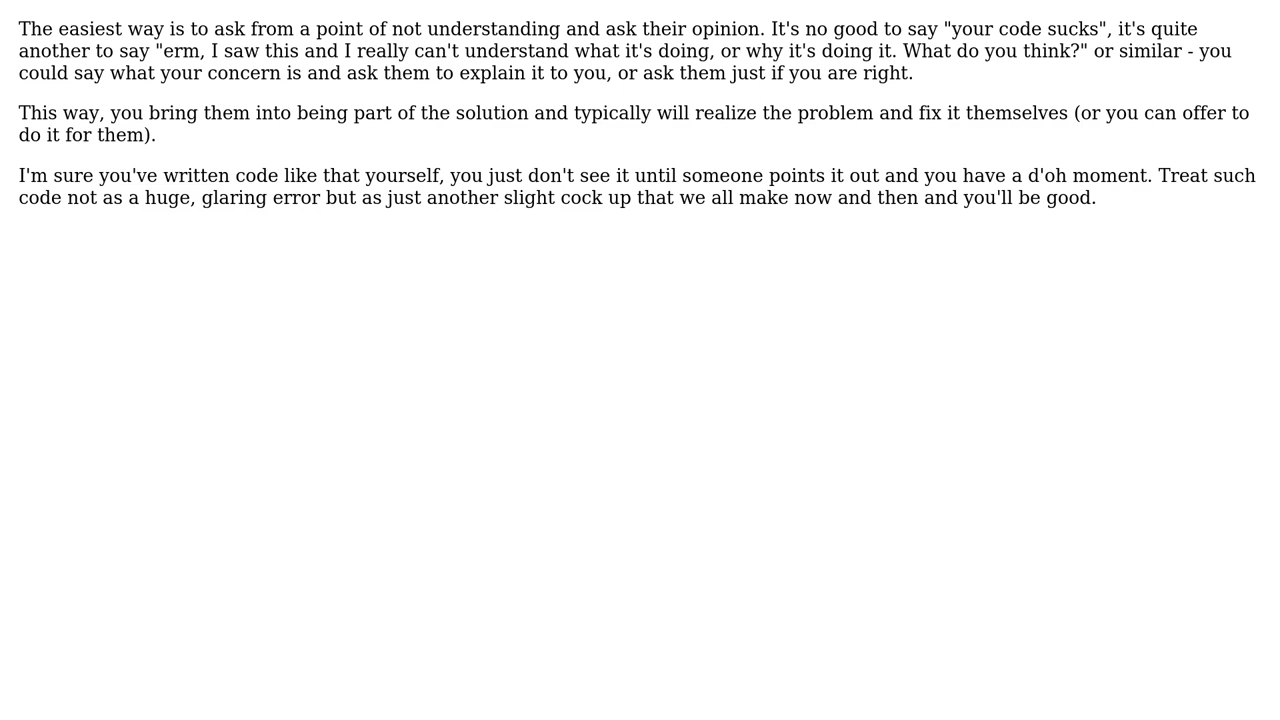 The easiest way is to ask from a point of not understanding and ask their opinion. It's no good to say "your code sucks", it's quite
another to say "erm, I saw this and I really can't understand what it's doing, or why it's doing it. What do you think?" or similar - you
could say what your concern is and ask them to explain it to you, or ask them just if you are right.
This way, you bring them into being part of the solution and typically will realize the problem and fix it themselves (or you can offer to
do it for them).
I'm sure you've written code like that yourself, you just don't see it until someone points it out and you have a d'oh moment. Treat such
code not as a huge, glaring error but as just another slight cock up that we all make now and then and you'll be good.